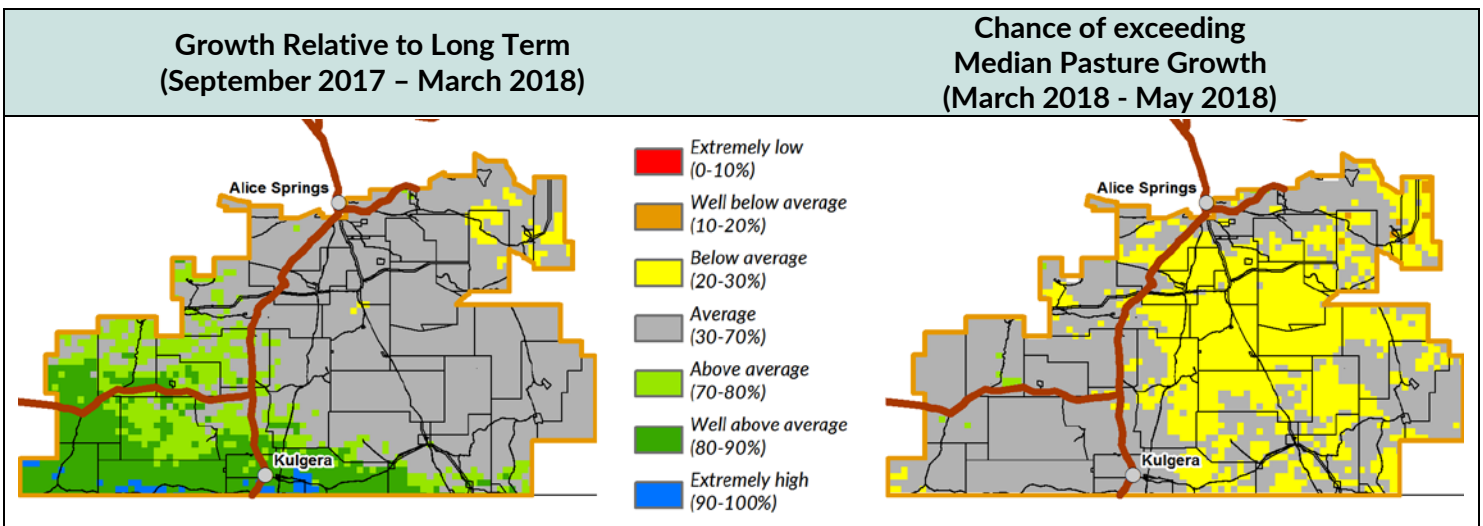 Growth Relative to Long Term
(September 2017 – March 2018)
Chance of exceeding
Median Pasture Growth
(March 2018 - May 2018)
Alice Springs
Kulgera
Extremely low
(0-10%)
Well below average
(10-20%)
Below average
(20-30%)
Average
(30-70%)
Above average
(70-80%)
Well above average
(80-90%)
Extremely high
(90-100%)
Alice Springs
Kulgera